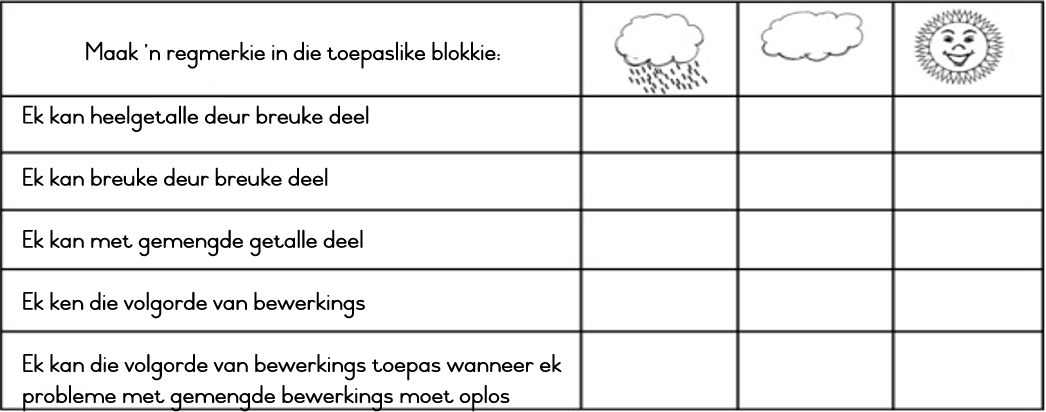 Maak 'n regmerkie in die toepaslike blokkie:
Ek kan heelgetalle deur breuke deel
Ek kan breuke deur breuke deel
Ek kan met gemengde getalle deel
Ek ken die volgorde van bewerkings
Ek kan die volgorde van bewerkings toepas wanneer ek
probleme met gemengde bewerkings moet oplos